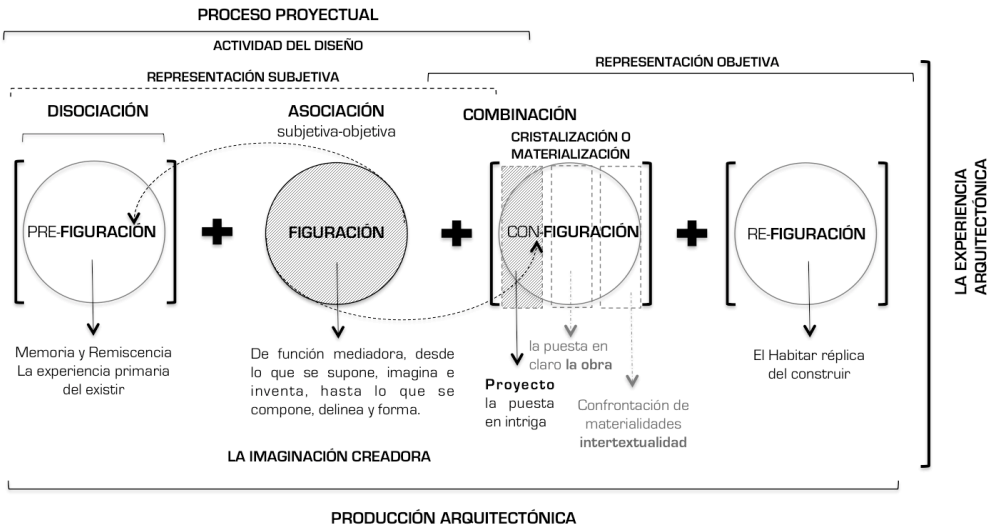 PROCESO PROYECTUAL
ACTIVIDAD DEL DISEÑO
REPRESENTACIÓN SUBJETIVA
REPRESENTACIÓN OBJETIVA
DISOCIACIÓN
ASOCIACIÓN
subjetiva-objetiva
COMBINACIÓN
CRISTALIZACIÓN O
MATERIALIZACIÓN
PRE-FIGURACIÓN
FIGURACIÓN
CON-FIGURACIÓN
RE-FIGURACIÓN
Memoria y Remiscencia
La experiencia primaria
del existir
De función mediadora, desde
lo que se supone, imagina e
inventa, hasta lo que se
compone, delinea y forma.
Proyecto
la puesta
en intriga
la puesta en
claro la obra
Confrontación de
materialidades
intertextualidad
El Habitar réplica
del construir
LA EXPERIENCIA
ARQUITECTÓNICA
LA IMAGINACIÓN CREADORA
PRODUCCIÓN ARQUITECTÓNICA